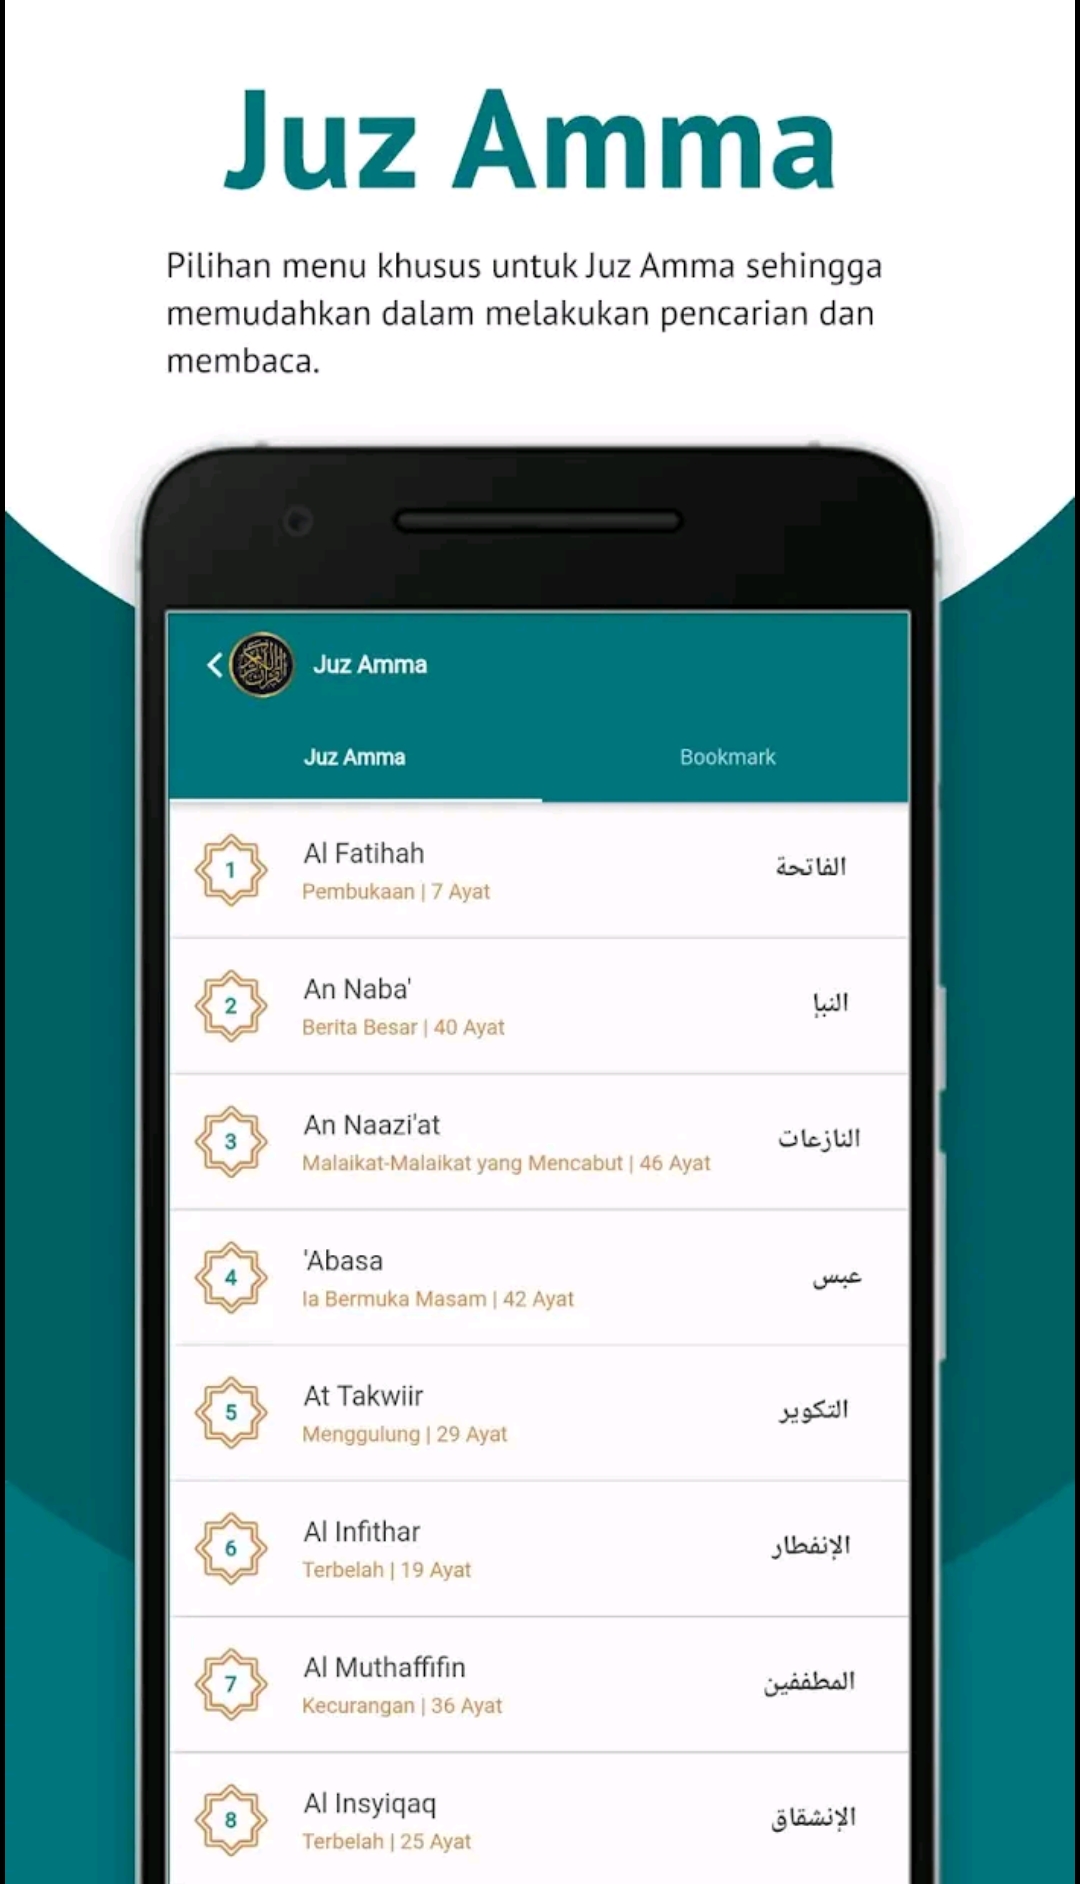 Juz Amma
Pilihan menu khusus untuk Juz Amma sehingga
memudahkan dalam melakukan pencarian dan
membaca.
Juz Amma
Juz Amma
Bookmark
1
Al Fatihah
Pembukaan | 7 Ayat
الفاتحة
2
An Naba'
Berita Besar | 40 Ayat
النبإ
3
An Naazi'at
Malaikat-Malaikat yang Mencabut | 46 Ayat
النازعات
4
'Abasa
Ia Bermuka Masam | 42 Ayat
عبس
5
At Takwiir
Menggulung | 29 Ayat
التكوير
6
Al Infithar
Terbelah | 19 Ayat
الإنفطار
7
Al Muthaffifin
Kecurangan | 36 Ayat
المطففين
8
Al Insyiqaq
Terbelah | 25 Ayat
الإنشقاق